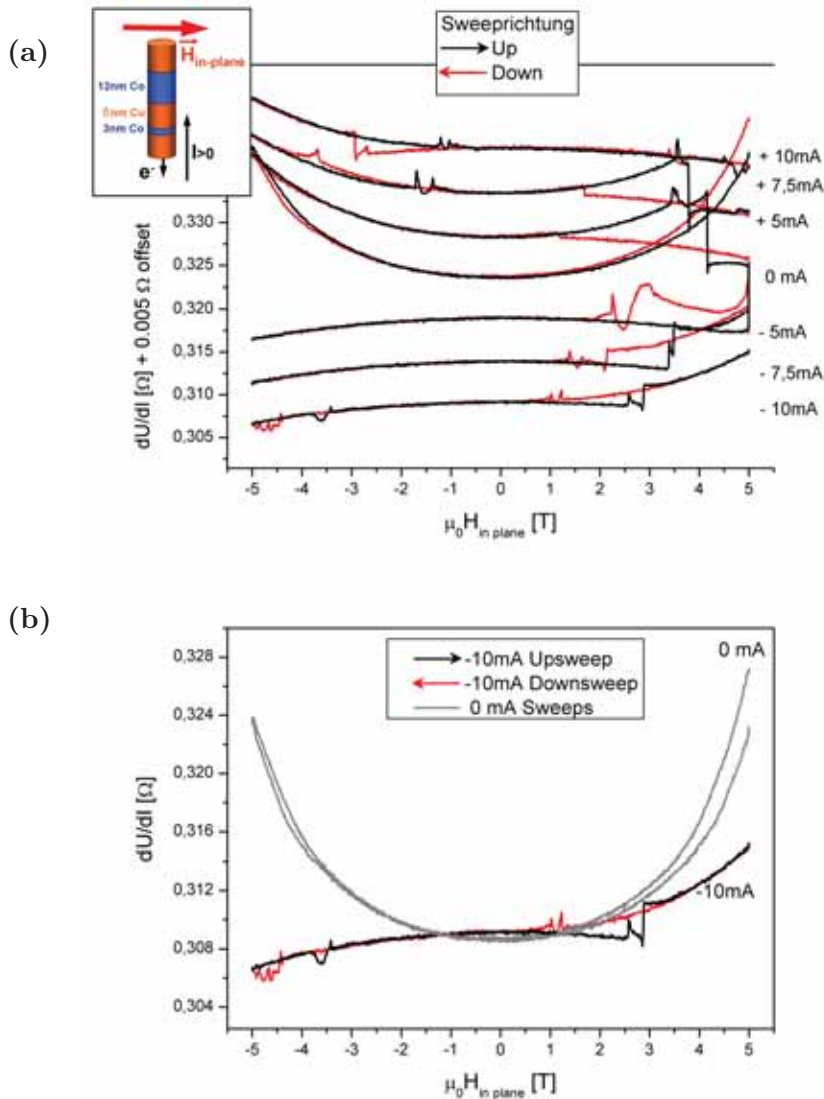 (a)
H in-plane
12nm Co
3nm Co
I>0
e-
Sweeprichtung
Up
Down
+ 10mA
+ 7,5mA
+ 5mA
0 mA
- 5mA
- 7,5mA
- 10mA
dU/dI [Ω] + 0.005 Ω offset
0,330
0,325
0,320
0,315
0,310
0,305
-5 -4 -3 -2 -1 0 1 2 3 4 5
μ0H in plane [T]
(b)
-10mA Upsweep
-10mA Downsweep
0 mA Sweeps
0 mA
-10mA
dU/dI [Ω]
0,328
0,324
0,320
0,316
0,312
0,308
0,304
-5 -4 -3 -2 -1 0 1 2 3 4 5
μ0H in plane [T]